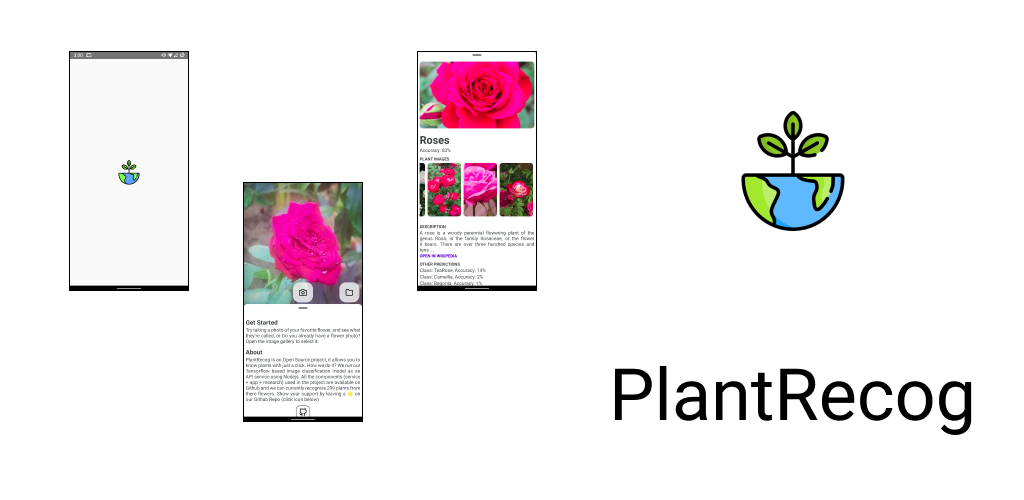 3:00
Get Started
Try taking a photo of your favorite flower, and see what
they're called, or Do you already have a flower photo?
Open the image gallery to select it.
About
PlantRecog is an Open Source project, it allows you to
know plants with just a click. How we do it? We run our
Tensorflow based image classification model as an
API service using Nodejs. All the components (service
+ app + research) used in the project are available on
Github and we can currently recognise 299 plants from
there flowers. Show your support by leaving a ⭐ on
our Github Repo (click icon below)
Roses
Accuracy: 83%
PLANT IMAGES
DESCRIPTION
A rose is a woody perennial flowering plant of the
genus Rosa, in the family Rosaceae, or the flower
it bears. There are over three hundred species and
tens ...
OPEN IN WIKIPEDIA
OTHER PREDICTIONS
Class: TeaRose, Accuracy: 14%
Class: Camellia, Accuracy: 2%
Class: Begonia, Accuracy: 1%
PlantRecog